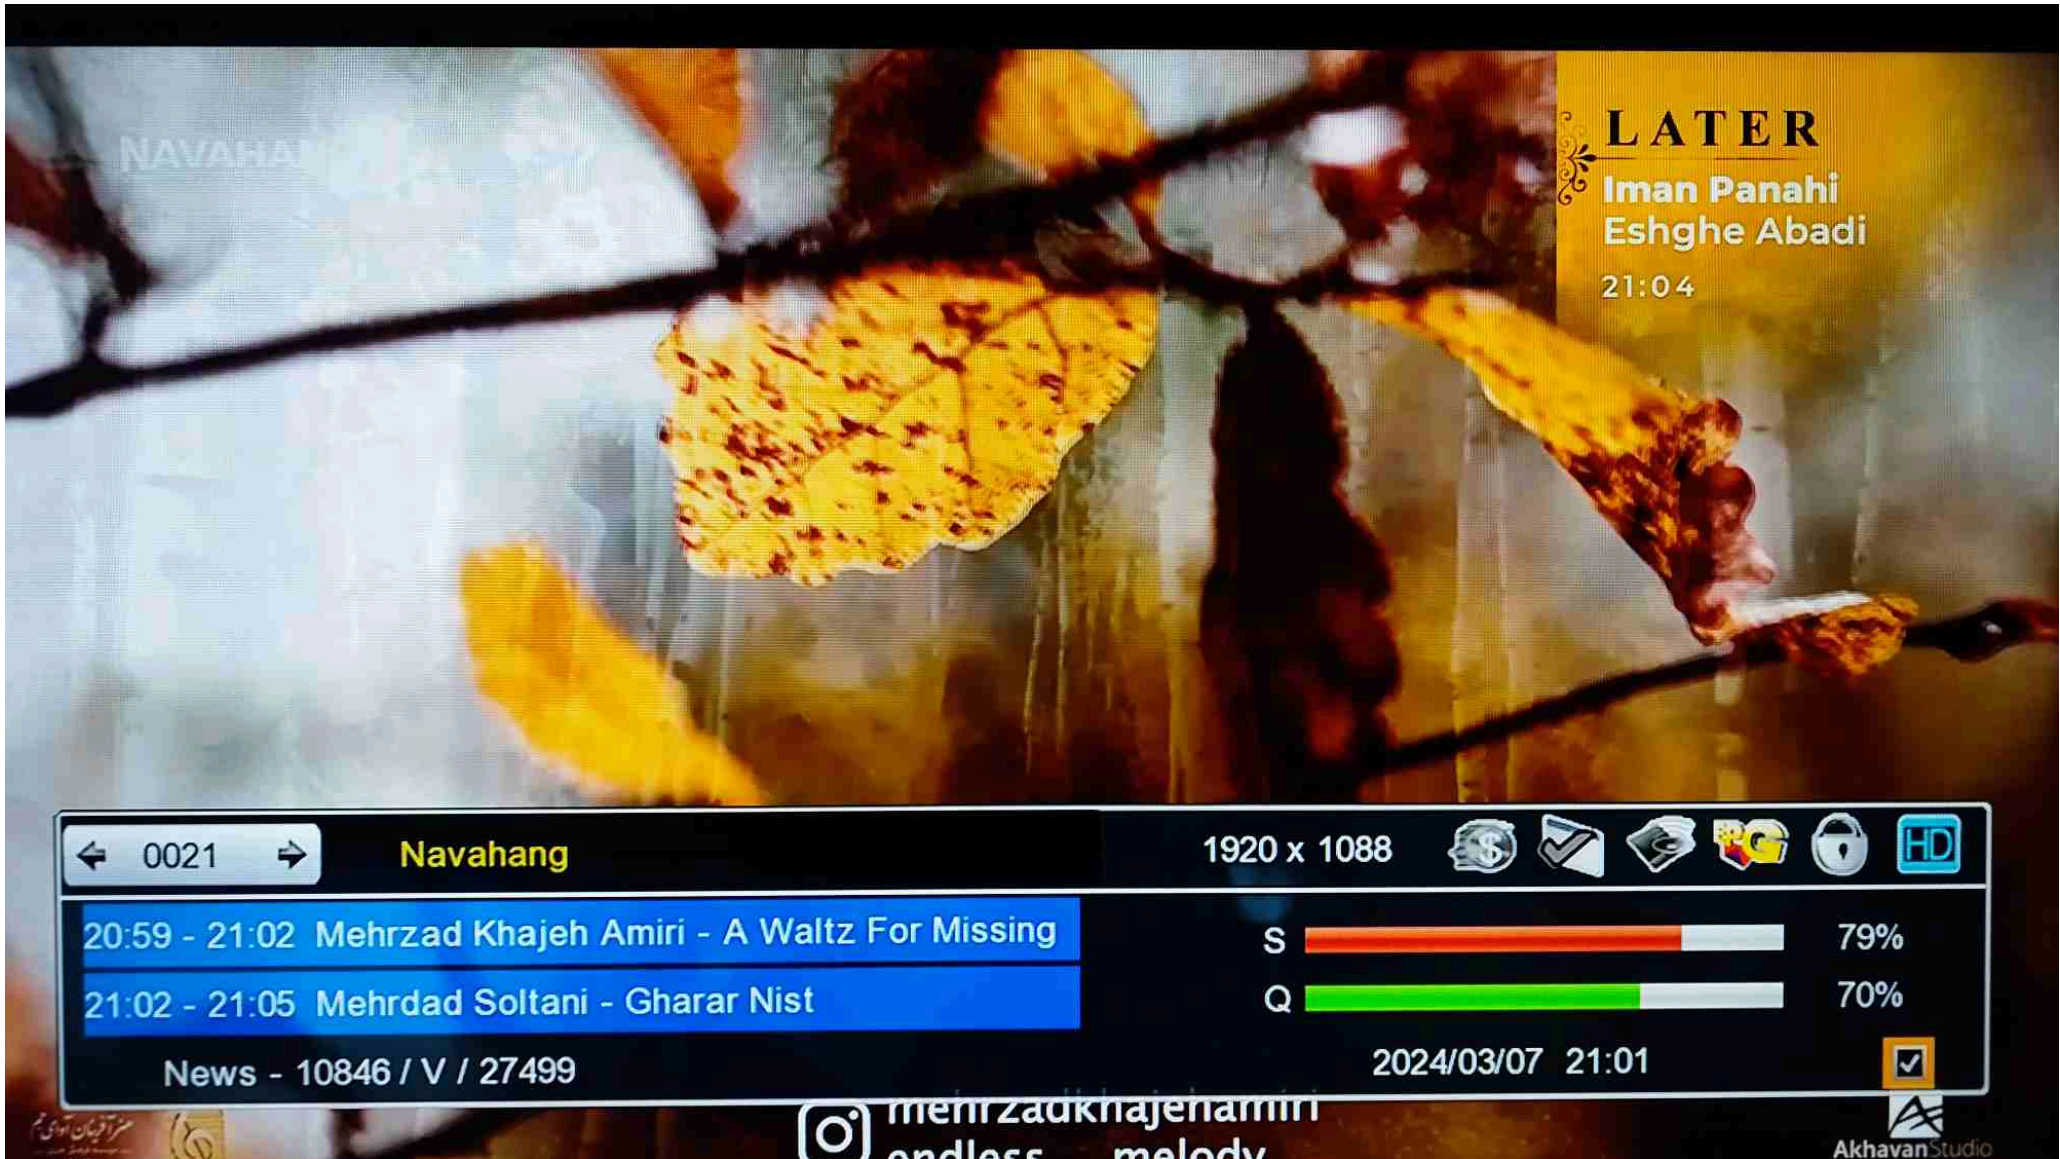 NAVAHA
LATER
Iman Panahi
Eshghe Abadi
21:04
0021
Navahang
1920 x 1088
$
G
HD
20:59 - 21:02 Mehrzad Khajeh Amiri - A Waltz For Missing
21:02 - 21:05 Mehrdad Soltani - Gharar Nist
S
79%
Q
70%
News - 10846 / V / 27499
2024/03/07 21:01
mehrzadkhajehamiri
endless melody
AkhavanStudio